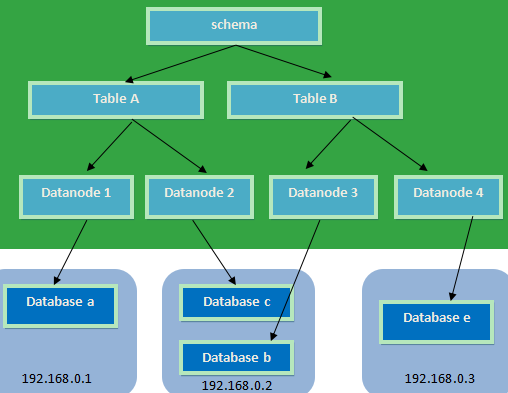 schema
Table A
Table B
Datanode 1
Datanode 2
Datanode 3
Datanode 4
Database a
Database c
Database e
Database b
192.168.0.1
192.168.0.2
192.168.0.3